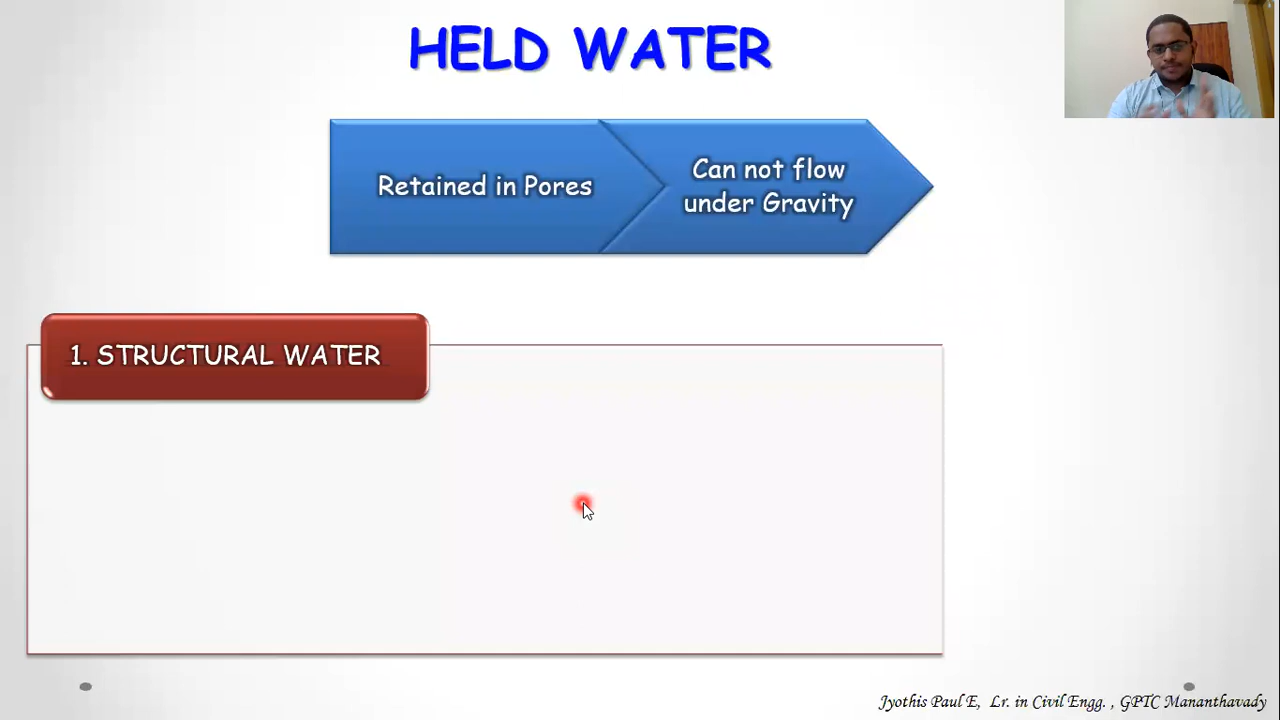 HELD WATER
Retained in Pores
Can not flow
under Gravity
1. STRUCTURAL WATER
Jyothis Paul E, Lr. in Civil Engg. , GPTC Mananthavady